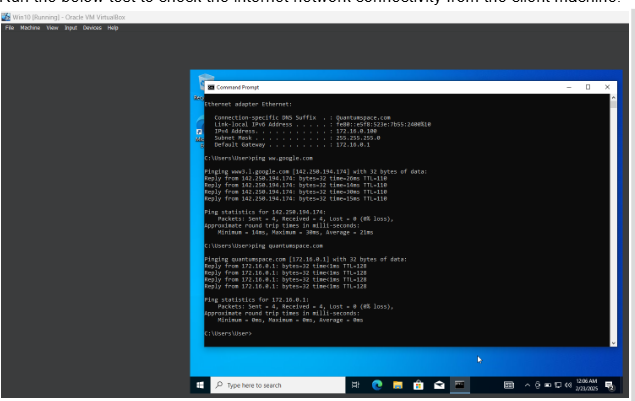 Run the below test to check the internet network connectivity from the client machine.
Win10 [Running] - Oracle VM VirtualBox
File Machine View Input Devices Help
Command Prompt
Ethernet adapter Ethernet:
Connection-specific DNS Suffix . : Quantumspace.com
Link-local IPv6 Address . . . . . : fe80::e5f8:523e:7b55:2400%10
IPv4 Address. . . . . . . . . . . : 172.16.0.100
Subnet Mask . . . . . . . . . . . : 255.255.255.0
Default Gateway . . . . . . . . . : 172.16.0.1
C:\Users\User>ping ww.google.com
Pinging www3.l.google.com [142.250.194.174] with 32 bytes of data:
Reply from 142.250.194.174: bytes=32 time=26ms TTL=110
Reply from 142.250.194.174: bytes=32 time=14ms TTL=110
Reply from 142.250.194.174: bytes=32 time=30ms TTL=110
Reply from 142.250.194.174: bytes=32 time=15ms TTL=110
Ping statistics for 142.250.194.174:
Packets: Sent = 4, Received = 4, Lost = 0 (0% loss),
Approximate round trip times in milli-seconds:
Minimum = 14ms, Maximum = 30ms, Average = 21ms
C:\Users\User>ping quantumspace.com
Pinging quantumspace.com [172.16.0.1] with 32 bytes of data:
Reply from 172.16.0.1: bytes=32 time<1ms TTL=128
Reply from 172.16.0.1: bytes=32 time<1ms TTL=128
Reply from 172.16.0.1: bytes=32 time<1ms TTL=128
Reply from 172.16.0.1: bytes=32 time<1ms TTL=128
Ping statistics for 172.16.0.1:
Packets: Sent = 4, Received = 4, Lost = 0 (0% loss),
Approximate round trip times in milli-seconds:
Minimum = 0ms, Maximum = 0ms, Average = 0ms
C:\Users\User>
Type here to search
12:06 AM
2/23/2025